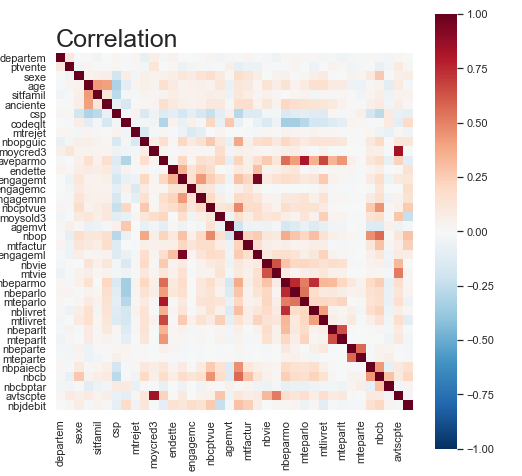 Correlation
departem
ptvente
sexe
age
sitfamil
anciente
csp
codeqlt
mtrejet
nbopguic
moycred3
aveparmo
endette
engagemt
engagemc
engagemm
nbcptvue
moysold3
agemvt
nbop
mtfactur
engageml
nbvie
mtvie
nbeparmo
nbeparlo
mteparlo
nblivret
mtlivret
nbeparlt
mteparlt
nbeparte
mteparte
nbpaiecb
nbcb
nbcbptar
avtscpte
nbjdebit
departem
sexe
sitfamil
csp
mtrejet
moycred3
endette
engagemc
nbcptvue
agemvt
mtfactur
nbvie
nbeparmo
mteparlo
mtlivret
mteparlt
mteparte
nbcb
avtscpte
1.00
0.75
0.50
0.25
0.00
−0.25
−0.50
−0.75
−1.00